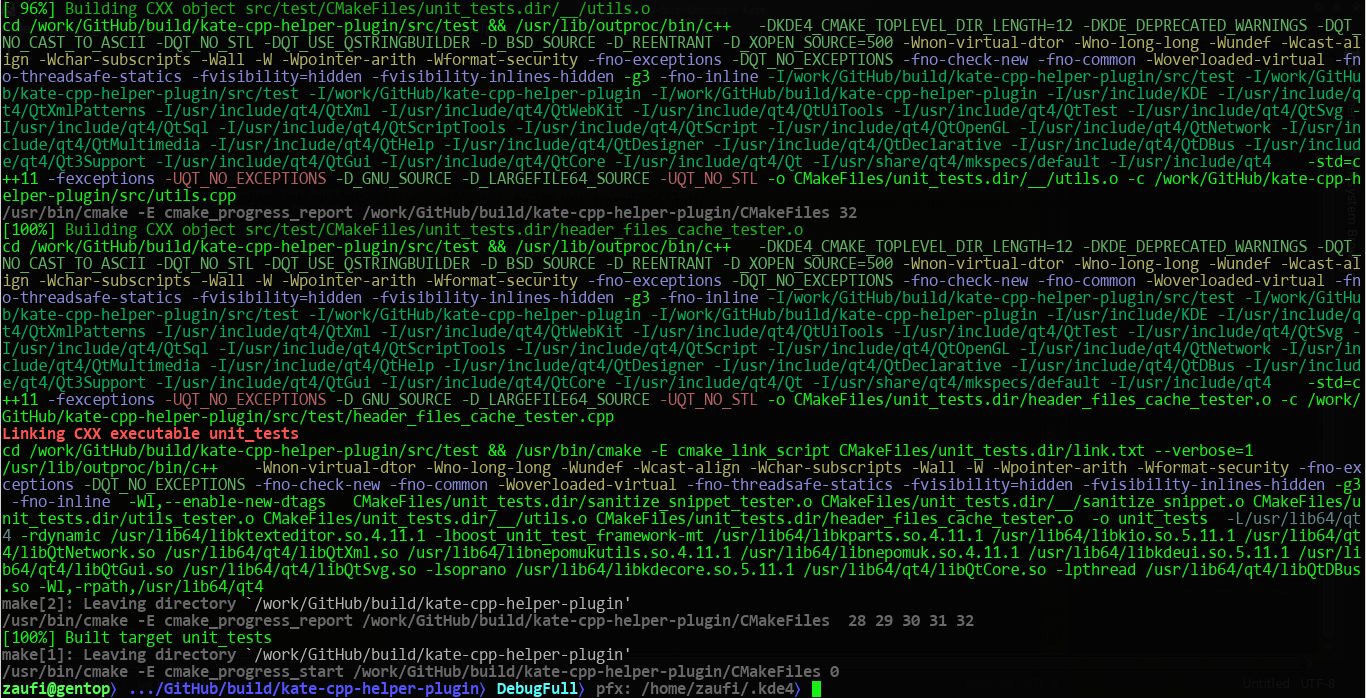 [ 96%] Building CXX object src/test/CMakeFiles/unit_tests.dir/__/utils.o
cd /work/GitHub/build/kate-cpp-helper-plugin/src/test && /usr/lib/outproc/bin/c++   -DKDE4_CMAKE_TOPLEVEL_DIR_LENGTH=12 -DKDE_DEPRECATED_WARNINGS -DQT_
NO_CAST_TO_ASCII -DQT_NO_STL -DQT_USE_QSTRINGBUILDER -D_BSD_SOURCE -D_REENTRANT -D_XOPEN_SOURCE=500 -Wnon-virtual-dtor -Wno-long-long -Wundef -Wcast-al
ign -Wchar-subscripts -Wall -W -Wpointer-arith -Wformat-security -fno-exceptions -DQT_NO_EXCEPTIONS -fno-check-new -fno-common -Woverloaded-virtual -fn
o-threadsafe-statics -fvisibility=hidden -fvisibility-inlines-hidden -g3 -fno-inline -I/work/GitHub/build/kate-cpp-helper-plugin/src/test -I/work/GitHu
b/kate-cpp-helper-plugin/src/test -I/work/GitHub/kate-cpp-helper-plugin -I/work/GitHub/build/kate-cpp-helper-plugin -I/usr/include/KDE -I/usr/include/q
t4/QtXmlPatterns -I/usr/include/qt4/QtXml -I/usr/include/qt4/QtWebKit -I/usr/include/qt4/QtUiTools -I/usr/include/qt4/QtTest -I/usr/include/qt4/QtSvg -
I/usr/include/qt4/QtSql -I/usr/include/qt4/QtScriptTools -I/usr/include/qt4/QtScript -I/usr/include/qt4/QtOpenGL -I/usr/include/qt4/QtNetwork -I/usr/in
clude/qt4/QtMultimedia -I/usr/include/qt4/QtHelp -I/usr/include/qt4/QtDesigner -I/usr/include/qt4/QtDeclarative -I/usr/include/qt4/QtDBus -I/usr/includ
e/qt4/Qt3Support -I/usr/include/qt4/QtGui -I/usr/include/qt4/QtCore -I/usr/include/qt4/Qt -I/usr/share/qt4/mkspecs/default -I/usr/include/qt4    -std=c
++11 -fexceptions -UQT_NO_EXCEPTIONS -D_GNU_SOURCE -D_LARGEFILE64_SOURCE -UQT_NO_STL -o CMakeFiles/unit_tests.dir/__/utils.o -c /work/GitHub/kate-cpp-h
elper-plugin/src/utils.cpp
/usr/bin/cmake -E cmake_progress_report /work/GitHub/build/kate-cpp-helper-plugin/CMakeFiles 32
[100%] Building CXX object src/test/CMakeFiles/unit_tests.dir/header_files_cache_tester.o
cd /work/GitHub/build/kate-cpp-helper-plugin/src/test && /usr/lib/outproc/bin/c++   -DKDE4_CMAKE_TOPLEVEL_DIR_LENGTH=12 -DKDE_DEPRECATED_WARNINGS -DQT_
NO_CAST_TO_ASCII -DQT_NO_STL -DQT_USE_QSTRINGBUILDER -D_BSD_SOURCE -D_REENTRANT -D_XOPEN_SOURCE=500 -Wnon-virtual-dtor -Wno-long-long -Wundef -Wcast-al
ign -Wchar-subscripts -Wall -W -Wpointer-arith -Wformat-security -fno-exceptions -DQT_NO_EXCEPTIONS -fno-check-new -fno-common -Woverloaded-virtual -fn
o-threadsafe-statics -fvisibility=hidden -fvisibility-inlines-hidden -g3 -fno-inline -I/work/GitHub/build/kate-cpp-helper-plugin/src/test -I/work/GitHu
b/kate-cpp-helper-plugin/src/test -I/work/GitHub/kate-cpp-helper-plugin -I/work/GitHub/build/kate-cpp-helper-plugin -I/usr/include/KDE -I/usr/include/q
t4/QtXmlPatterns -I/usr/include/qt4/QtXml -I/usr/include/qt4/QtWebKit -I/usr/include/qt4/QtUiTools -I/usr/include/qt4/QtTest -I/usr/include/qt4/QtSvg -
I/usr/include/qt4/QtSql -I/usr/include/qt4/QtScriptTools -I/usr/include/qt4/QtScript -I/usr/include/qt4/QtOpenGL -I/usr/include/qt4/QtNetwork -I/usr/in
clude/qt4/QtMultimedia -I/usr/include/qt4/QtHelp -I/usr/include/qt4/QtDesigner -I/usr/include/qt4/QtDeclarative -I/usr/include/qt4/QtDBus -I/usr/includ
e/qt4/Qt3Support -I/usr/include/qt4/QtGui -I/usr/include/qt4/QtCore -I/usr/include/qt4/Qt -I/usr/share/qt4/mkspecs/default -I/usr/include/qt4    -std=c
++11 -fexceptions -UQT_NO_EXCEPTIONS -D_GNU_SOURCE -D_LARGEFILE64_SOURCE -UQT_NO_STL -o CMakeFiles/unit_tests.dir/header_files_cache_tester.o -c /work/
GitHub/kate-cpp-helper-plugin/src/test/header_files_cache_tester.cpp
Linking CXX executable unit_tests
cd /work/GitHub/build/kate-cpp-helper-plugin/src/test && /usr/bin/cmake -E cmake_link_script CMakeFiles/unit_tests.dir/link.txt --verbose=1
/usr/lib/outproc/bin/c++    -Wnon-virtual-dtor -Wno-long-long -Wundef -Wcast-align -Wchar-subscripts -Wall -W -Wpointer-arith -Wformat-security -fno-ex
ceptions -DQT_NO_EXCEPTIONS -fno-check-new -fno-common -Woverloaded-virtual -fno-threadsafe-statics -fvisibility=hidden -fvisibility-inlines-hidden -g3
 -fno-inline  -Wl,--enable-new-dtags   CMakeFiles/unit_tests.dir/sanitize_snippet_tester.o CMakeFiles/unit_tests.dir/__/sanitize_snippet.o CMakeFiles/u
nit_tests.dir/utils_tester.o CMakeFiles/unit_tests.dir/__/utils.o CMakeFiles/unit_tests.dir/header_files_cache_tester.o  -o unit_tests  -L/usr/lib64/qt
4 -rdynamic /usr/lib64/libktexteditor.so.4.11.1 -lboost_unit_test_framework-mt /usr/lib64/libkparts.so.4.11.1 /usr/lib64/libkio.so.5.11.1 /usr/lib64/qt
4/libQtNetwork.so /usr/lib64/qt4/libQtXml.so /usr/lib64/libnepomukutils.so.4.11.1 /usr/lib64/libnepomuk.so.4.11.1 /usr/lib64/libkdeui.so.5.11.1 /usr/li
b64/qt4/libQtGui.so /usr/lib64/qt4/libQtSvg.so -lsoprano /usr/lib64/libkdecore.so.5.11.1 /usr/lib64/qt4/libQtCore.so -lpthread /usr/lib64/qt4/libQtDBus
.so -Wl,-rpath,/usr/lib64/qt4
make[2]: Leaving directory `/work/GitHub/build/kate-cpp-helper-plugin'
/usr/bin/cmake -E cmake_progress_report /work/GitHub/build/kate-cpp-helper-plugin/CMakeFiles  28 29 30 31 32
[100%] Built target unit_tests
make[1]: Leaving directory `/work/GitHub/build/kate-cpp-helper-plugin'
/usr/bin/cmake -E cmake_progress_start /work/GitHub/build/kate-cpp-helper-plugin/CMakeFiles 0
zaufi@gentop⟩ .../GitHub/build/kate-cpp-helper-plugin⟩ DebugFull⟩ pfx: /home/zaufi/.kde4⟩
Untitled UTF-8